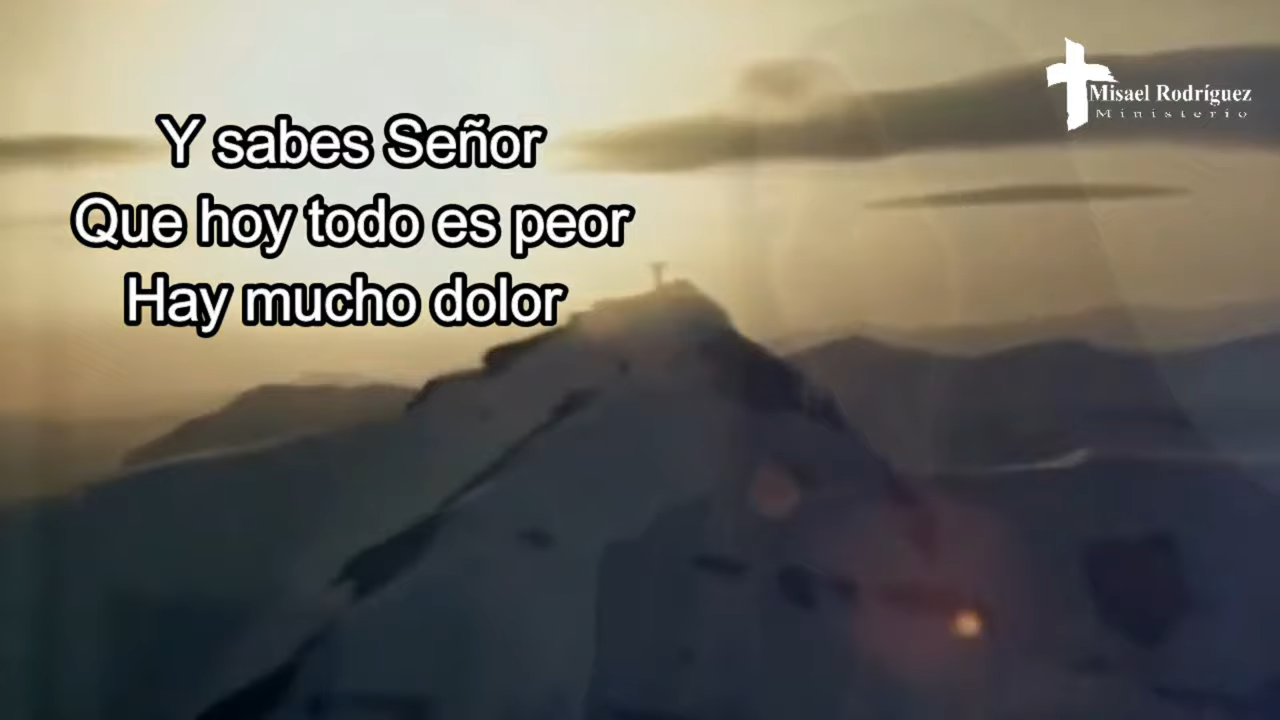 Y sabes Señor
Que hoy todo es peor
Hay mucho dolor
Misael Rodríguez
Ministerio